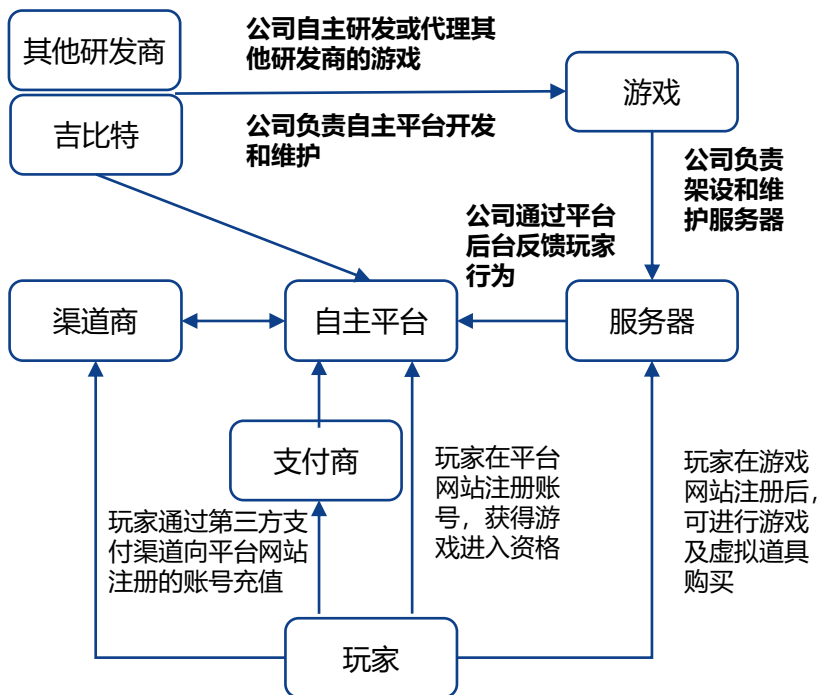 其他研发商
公司自主研发或代理其
他研发商的游戏
游戏
吉比特
公司负责自主平台开发
和维护
公司负责
架设和维
护服务器
公司通过平台
后台反馈玩家
行为
渠道商
自主平台
服务器
支付商
玩家在平台
网站注册账
号，获得游
戏进入资格
玩家在游戏
网站注册后，
可进行游戏
及虚拟道具
购买
玩家通过第三方支
付渠道向平台网站
注册的账号充值
玩家